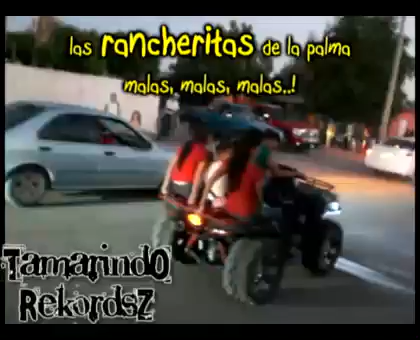 las rancheritas de la palma
malas, malas, malas..!
Tamarindo
RekordsZ